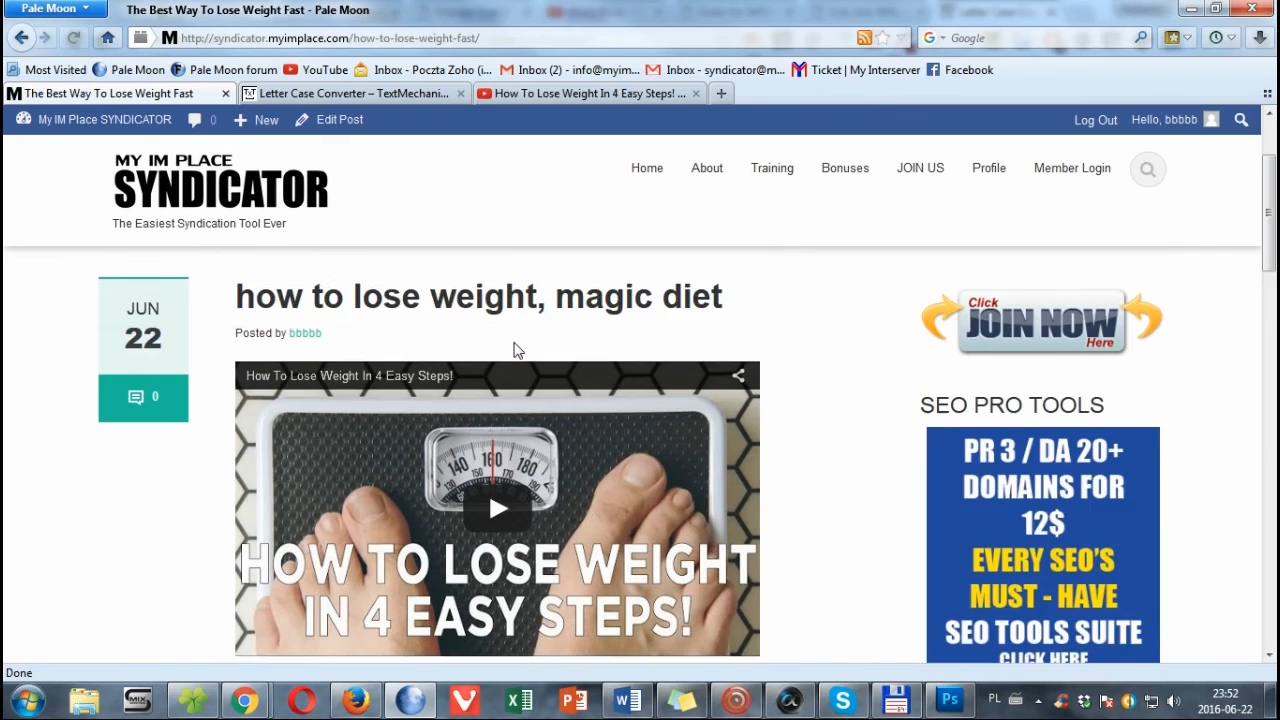 Pale Moon
The Best Way To Lose Weight Fast - Pale Moon
http://syndicator.myimplace.com/how-to-lose-weight-fast/
Google
Most Visited Pale Moon Pale Moon forum YouTube Inbox - Poczta Zoho (i... Inbox (2) - info@myim... Inbox - syndicator@m... Ticket | My Interserver Facebook
The Best Way To Lose Weight Fast
Letter Case Converter – TextMechani...
How To Lose Weight In 4 Easy Steps! ...
My IM Place SYNDICATOR 0 New Edit Post Log Out Hello, bbbbb
MY IM PLACE
SYNDICATOR
The Easiest Syndication Tool Ever
Home About Training Bonuses JOIN US Profile Member Login
JUN
22
0
how to lose weight, magic diet
Posted by bbbbb
How To Lose Weight In 4 Easy Steps!
140 160 180
150 170
HOW TO LOSE WEIGHT
IN 4 EASY STEPS!
Click
JOIN NOW
Here
SEO PRO TOOLS
PR 3 / DA 20+
DOMAINS FOR
12$
EVERY SEO'S
MUST - HAVE
SEO TOOLS SUITE
CLICK HERE
Done
PL
23:52
2016-06-22